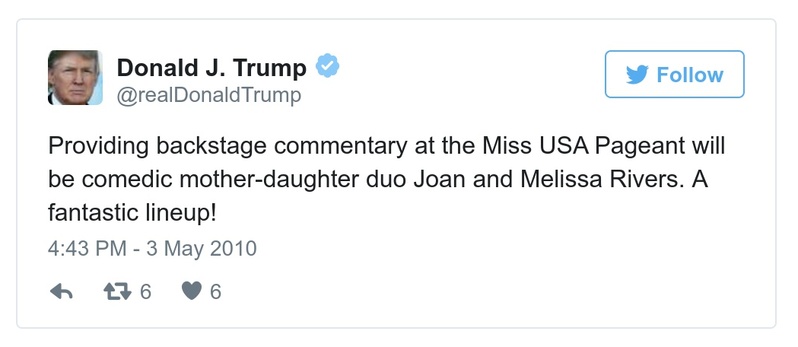 Donald J. Trump
@realDonaldTrump
Follow
Providing backstage commentary at the Miss USA Pageant will
be comedic mother-daughter duo Joan and Melissa Rivers. A
fantastic lineup!
4:43 PM - 3 May 2010
6 6